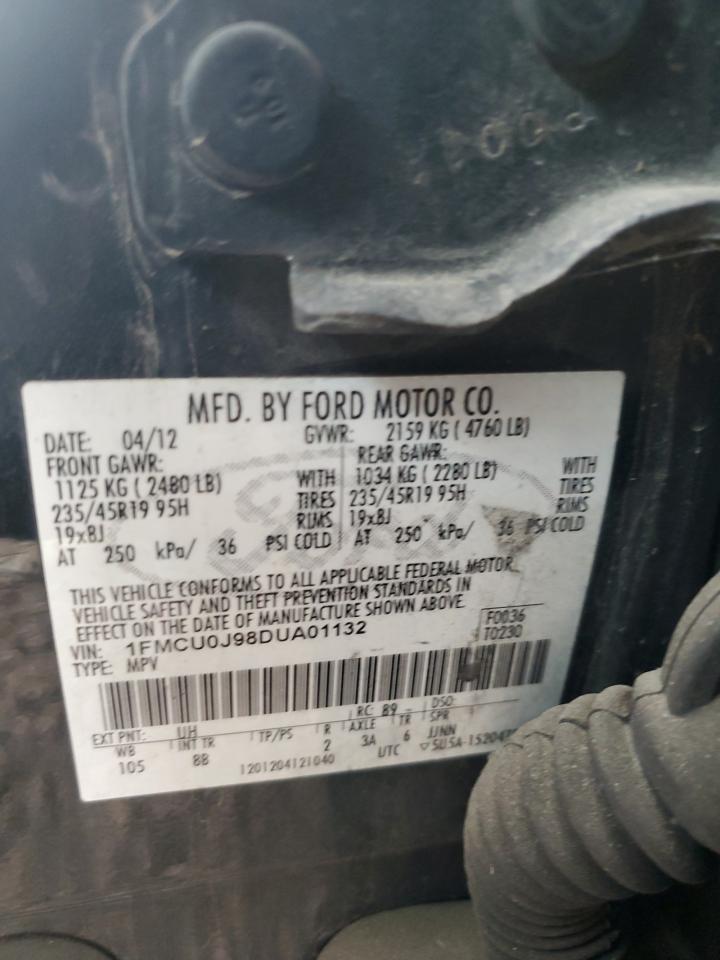 MFD. BY FORD MOTOR CO.
DATE: 04/12 GVWR: 2159 KG ( 4760 LB)
FRONT GAWR: REAR GAWR:
1125 KG ( 2480 LB) WITH 1034 KG ( 2280 LB) WITH
235/45R19 95H TIRES 235/45R19 95H TIRES
19x8J RIMS 19x8J RIMS
AT 250 kPa/ 36 PSI COLD AT 250 kPa/ 36 PSI COLD
THIS VEHICLE CONFORMS TO ALL APPLICABLE FEDERAL MOTOR
VEHICLE SAFETY AND THEFT PREVENTION STANDARDS IN
EFFECT ON THE DATE OF MANUFACTURE SHOWN ABOVE.
VIN: 1FMCU0J98DUA01132 F0036
TYPE: MPV T0230
EXT PNT: UH RC: 89 DSO:
WB INT TR TP/PS R AXLE TR SPR
105 8B 2 3A 6 JJNN
1201204121040 UTC